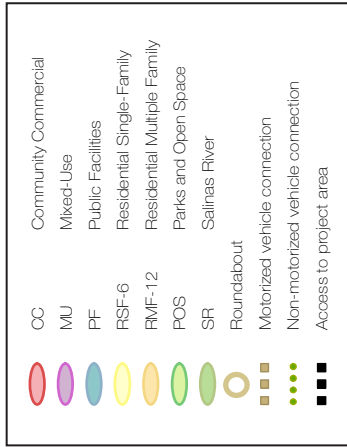 CC Community Commercial
MU Mixed-Use
PF Public Facilities
RSF-6 Residential Single-Family
RMF-12 Residential Multiple Family
POS Parks and Open Space
SR Salinas River
Roundabout
Motorized vehicle connection
Non-motorized vehicle connection
Access to project area